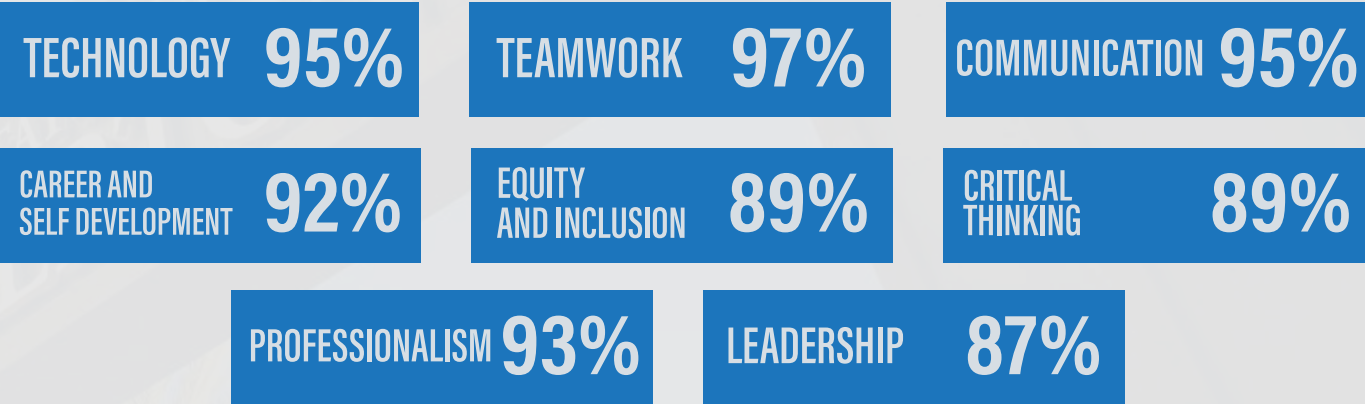 TECHNOLOGY 95%
TEAMWORK 97%
COMMUNICATION 95%
CAREER AND
SELF DEVELOPMENT 92%
EQUITY
AND INCLUSION 89%
CRITICAL
THINKING 89%
PROFESSIONALISM 93%
LEADERSHIP 87%